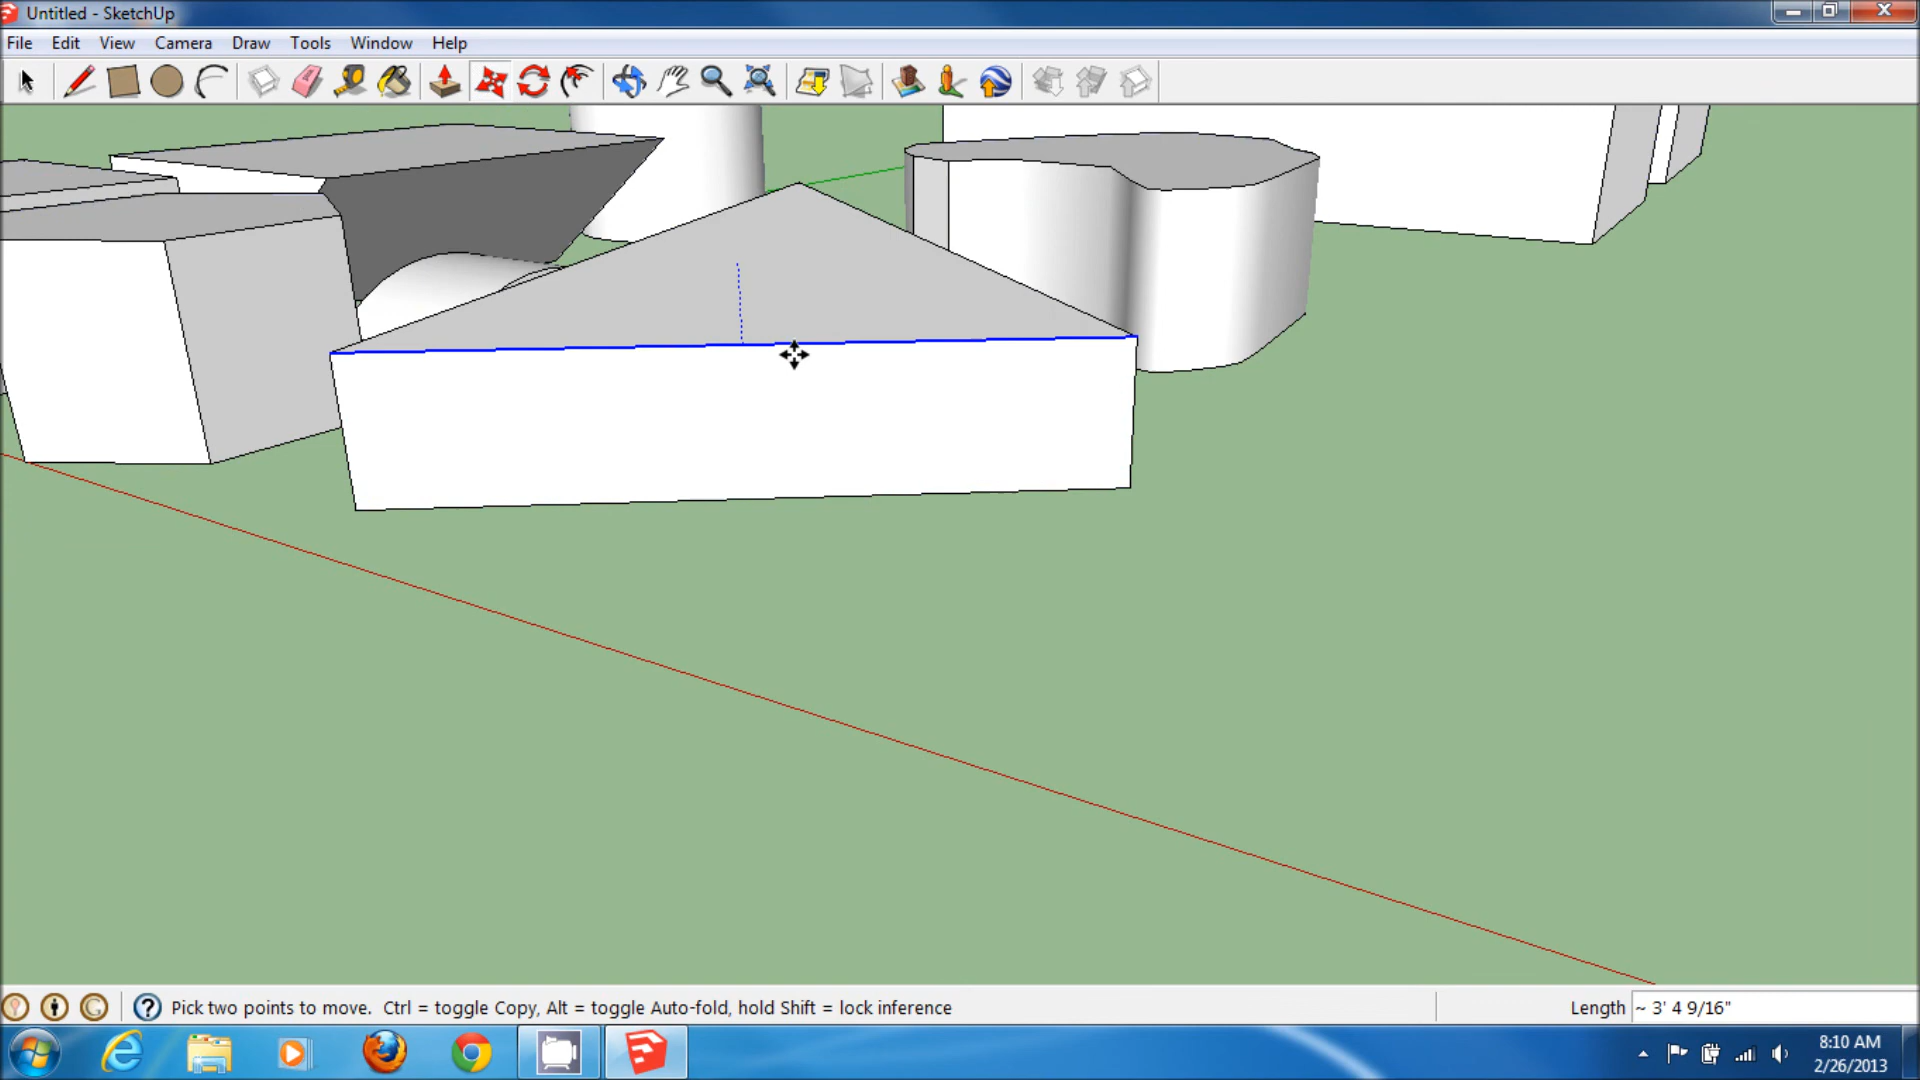 Untitled - SketchUp
File Edit View Camera Draw Tools Window Help
Pick two points to move. Ctrl = toggle Copy, Alt = toggle Auto-fold, hold Shift = lock inference
Length ~ 3' 4 9/16"
8:10 AM
2/26/2013